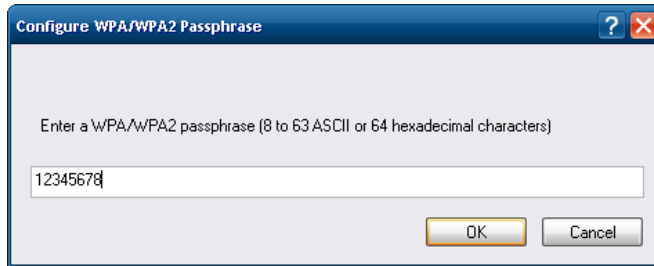 Configure WPA/WPA2 Passphrase
Enter a WPA/WPA2 passphrase (8 to 63 ASCII or 64 hexadecimal characters)
12345678
OK Cancel